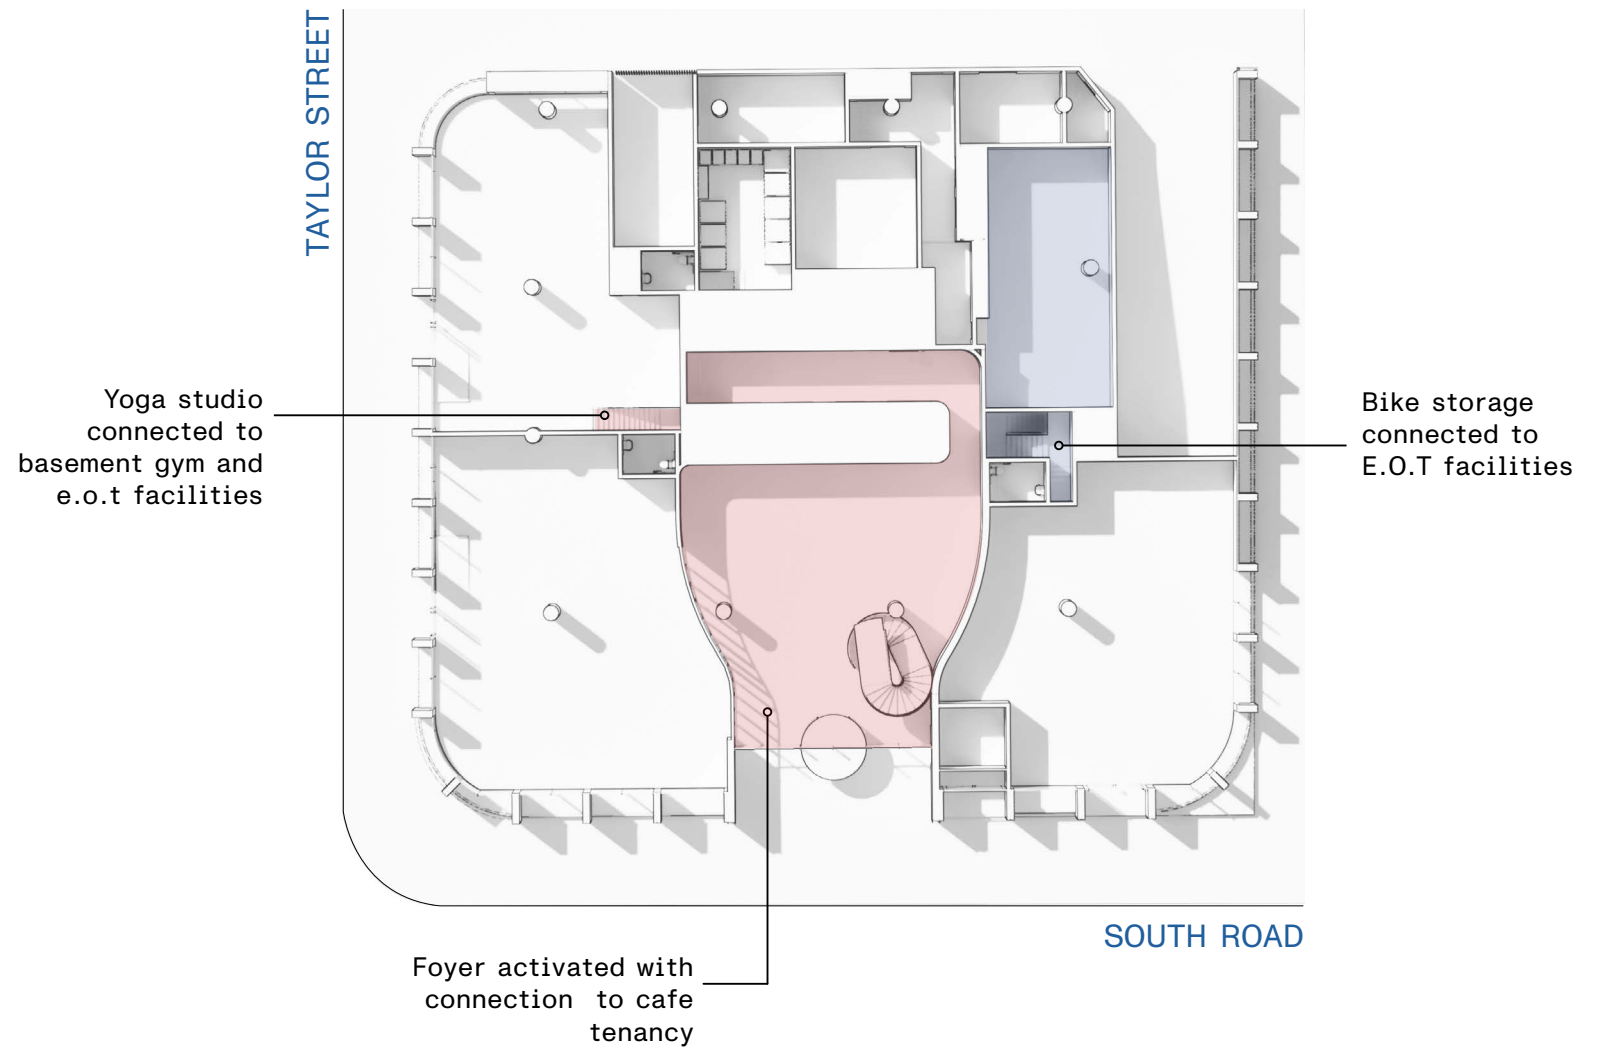 TAYLOR STREET
Yoga studio
connected to
basement gym and
e.o.t facilities
Bike storage
connected to
E.O.T facilities
SOUTH ROAD
Foyer activated with
connection  to cafe
tenancy